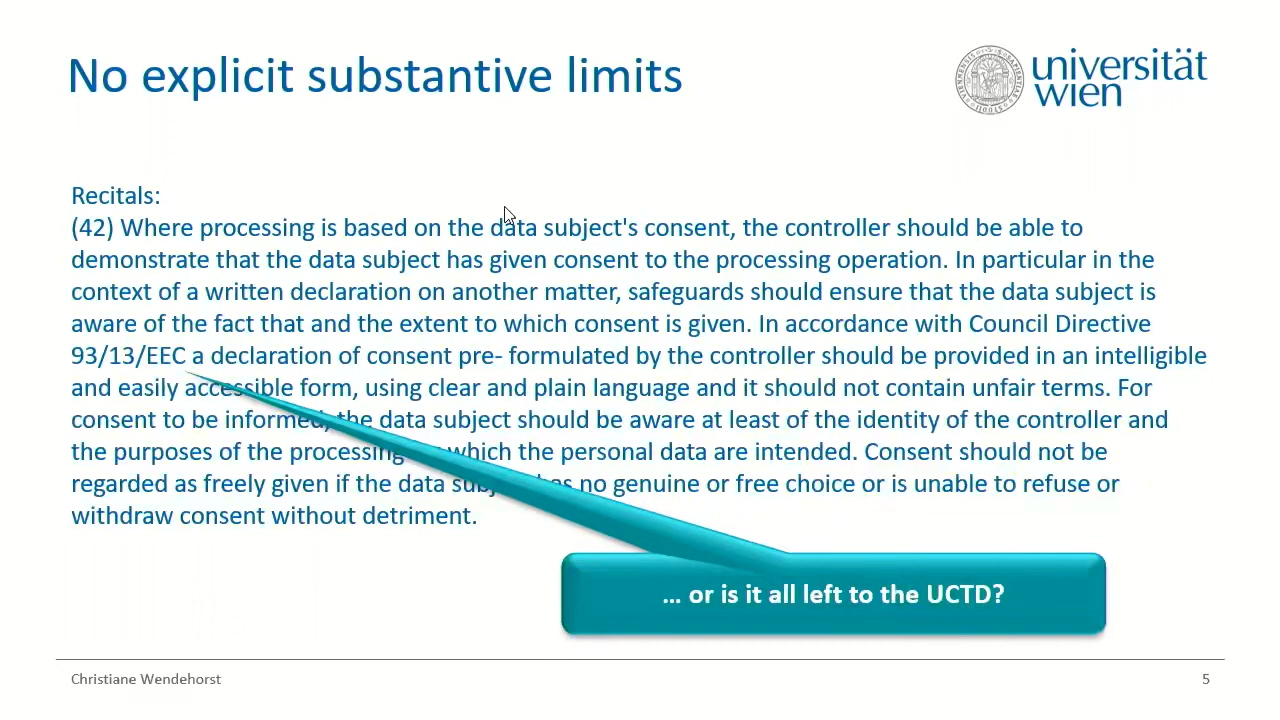 No explicit substantive limits
universität
wien
Recitals:
(42) Where processing is based on the data subject's consent, the controller should be able to
demonstrate that the data subject has given consent to the processing operation. In particular in the
context of a written declaration on another matter, safeguards should ensure that the data subject is
aware of the fact that and the extent to which consent is given. In accordance with Council Directive
93/13/EEC a declaration of consent pre- formulated by the controller should be provided in an intelligible
and easily accessible form, using clear and plain language and it should not contain unfair terms. For
consent to be informed, the data subject should be aware at least of the identity of the controller and
the purposes of the processing which the personal data are intended. Consent should not be
regarded as freely given if the data has no genuine or free choice or is unable to refuse or
withdraw consent without detriment.
... or is it all left to the UCTD?
Christiane Wendehorst
5